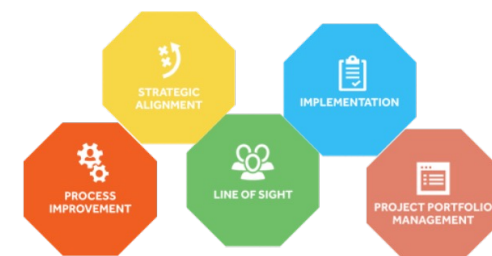 STRATEGIC
ALIGNMENT
IMPLEMENTATION
PROCESS
IMPROVEMENT
LINE OF SIGHT
PROJECT PORTFOLIO
MANAGEMENT